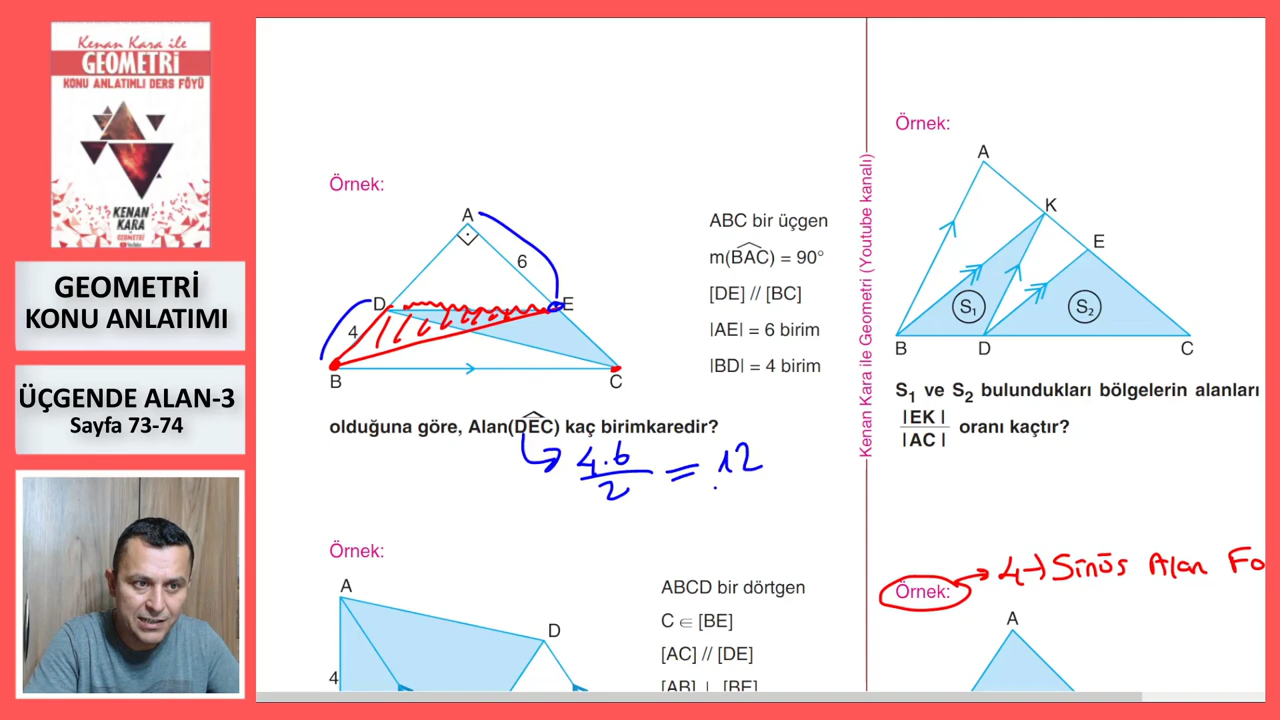 Kenan Kara ile
GEOMETRİ
KONU ANLATIMLI DERS FÖYÜ
KENAN
KARA
GEOMETRİ
GEOMETRİ
KONU ANLATIMI
ÜÇGENDE ALAN-3
Sayfa 73-74
Örnek:
A
6
D
E
4
B
C
ABC bir üçgen
m(BAC) = 90°
[DE] // [BC]
|AE| = 6 birim
|BD| = 4 birim
olduğuna göre, Alan(DEC) kaç birimkaredir?
4.6
2
= 12
Örnek:
A
D
4
ABCD bir dörtgen
C ∈ [BE]
[AC] // [DE]
[AB] ⊥ [BE]
Kenan Kara ile Geometri (Youtube kanalı)
Örnek:
A
K
E
S₁
S₂
B
D
C
S₁ ve S₂ bulundukları bölgelerin alanları
|EK|
|AC|
oranı kaçtır?
4→) Sinüs Alan Fo
Örnek:
A